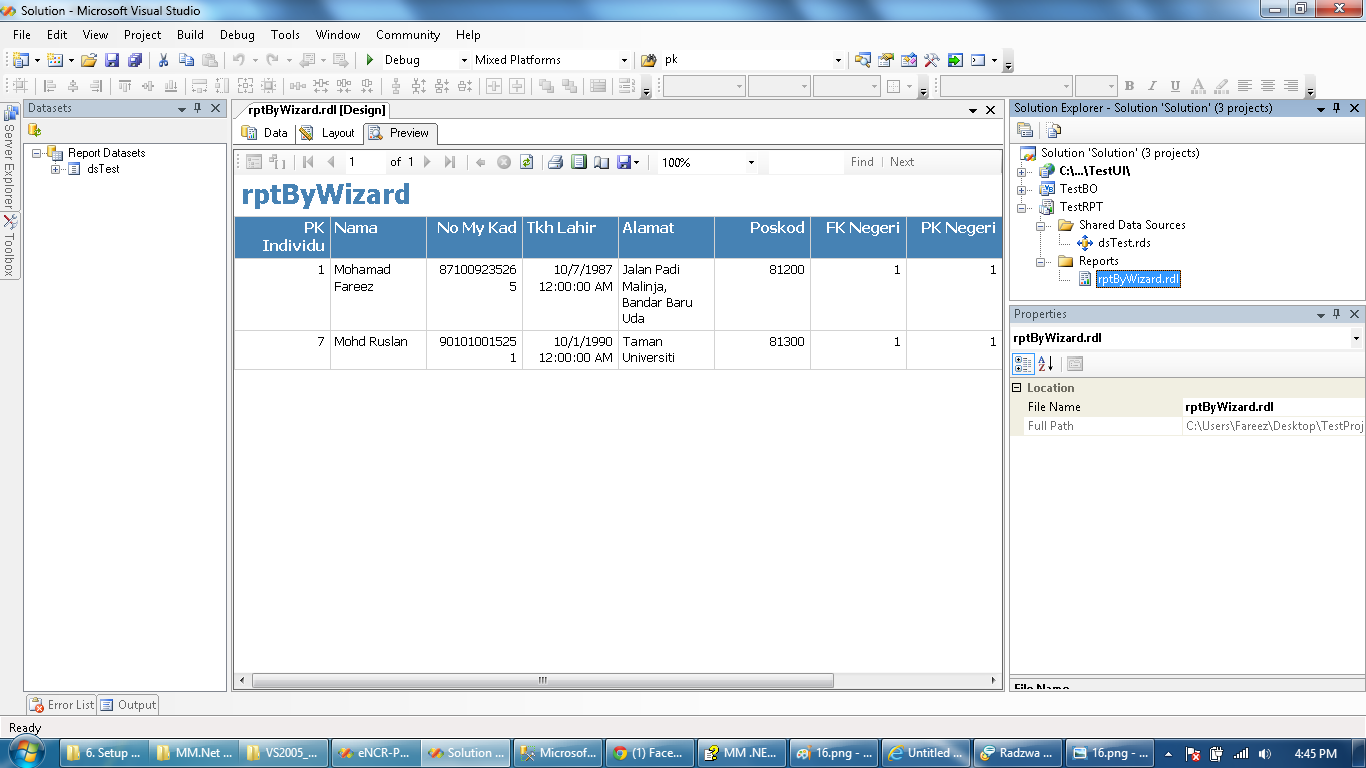 Solution - Microsoft Visual Studio
File Edit View Project Build Debug Tools Window Community Help
Debug Mixed Platforms pk
B I U A
Server Explorer
Toolbox
Datasets
Report Datasets
dsTest
rptByWizard.rdl [Design]
Data Layout Preview
1 of 1 100% Find Next
rptByWizard
PK Individu Nama No My Kad Tkh Lahir Alamat Poskod FK Negeri PK Negeri
1 Mohamad 87100923526 10/7/1987 Jalan Padi 81200 1 1
Fareez 5 12:00:00 AM Malinja,
Bandar Baru
Uda
7 Mohd Ruslan 90101001525 10/1/1990 Taman 81300 1 1
1 12:00:00 AM Universiti
Solution Explorer - Solution 'Solution' (3 projects)
Solution 'Solution' (3 projects)
C:\...\TestUI\
TestBO
TestRPT
Shared Data Sources
dsTest.rds
Reports
rptByWizard.rdl
Properties
rptByWizard.rdl
Location
File Name rptByWizard.rdl
Full Path C:\Users\Fareez\Desktop\TestProj
File Name
Error List Output
Ready
6. Setup ... MM.Net ... VS2005_... eNCR-P... Solution ... Microsof... (1) Face... MM .NE... 16.png - ... Untitled ... Radzwa ... 16.png - ... 4:45 PM